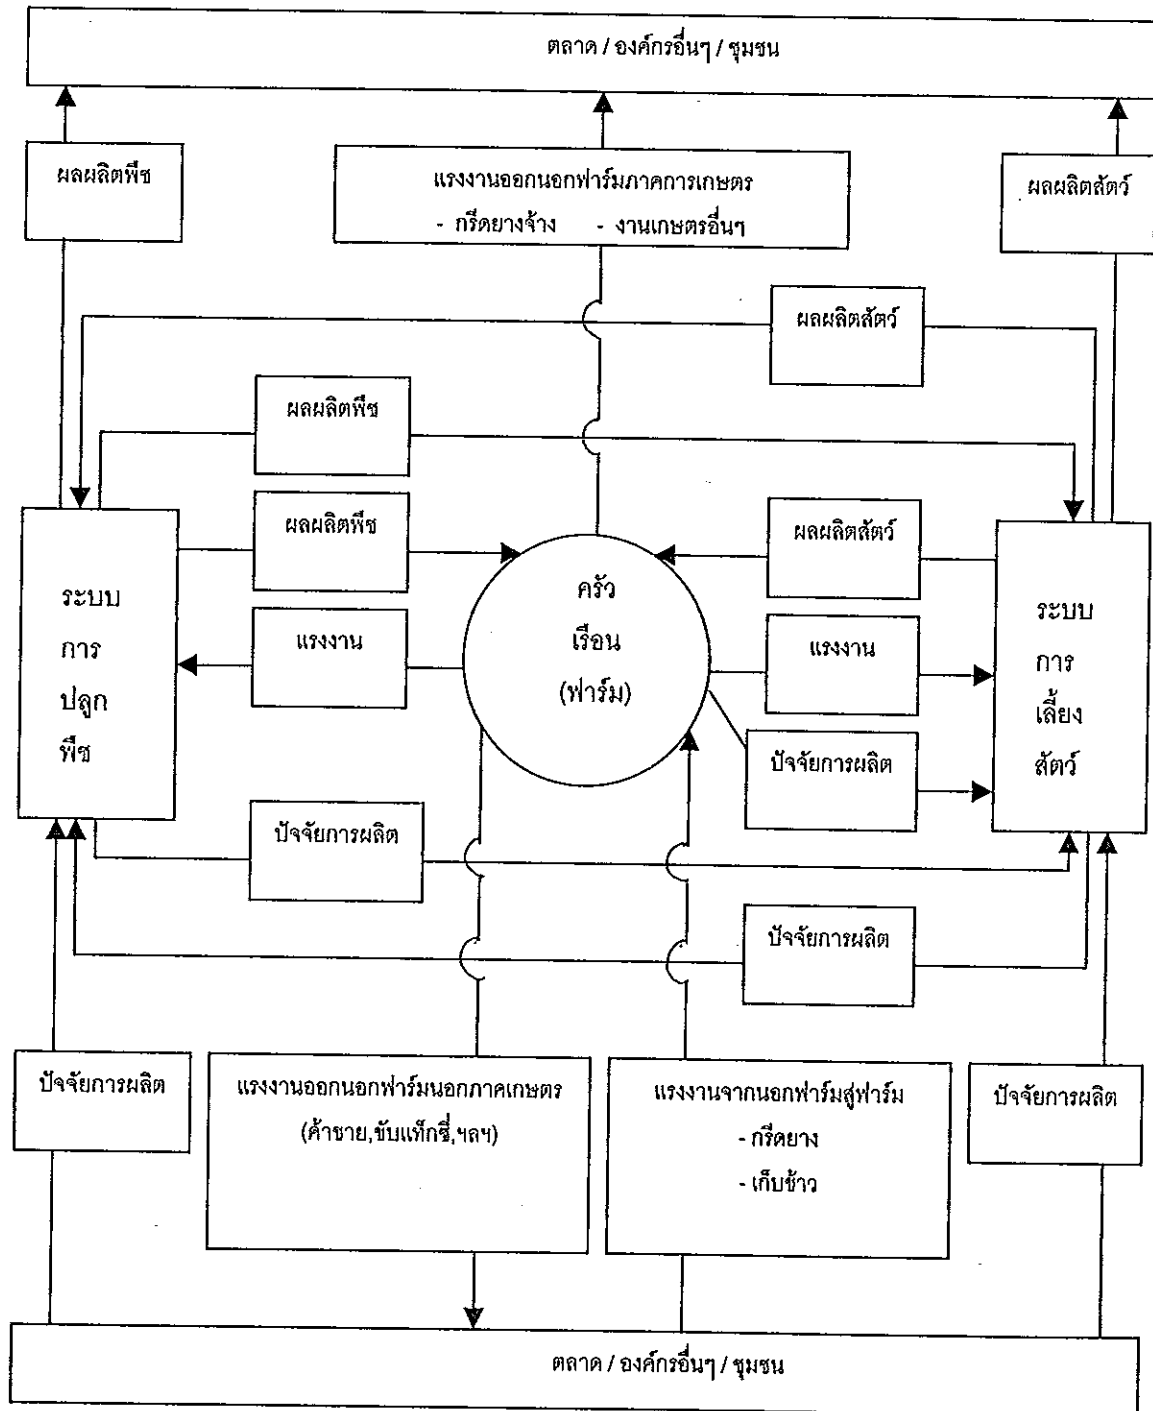 ตลาด / องค์กรอื่นๆ / ชุมชน
ผลผลิตพืช
แรงงานออกนอกฟาร์มภาคการเกษตร
- กรีดยางจ้าง - งานเกษตรอื่นๆ
ผลผลิตสัตว์
ผลผลิตสัตว์
ผลผลิตพืช
ผลผลิตพืช
ผลผลิตสัตว์
ระบบ
การ
ปลูก
พืช
แรงงาน
ครัว
เรือน
(ฟาร์ม)
แรงงาน
ระบบ
การ
เลี้ยง
สัตว์
ปัจจัยการผลิต
ปัจจัยการผลิต
ปัจจัยการผลิต
ปัจจัยการผลิต
แรงงานออกนอกฟาร์มนอกภาคเกษตร
(ค้าขาย,ขับแท็กซี่,ฯลฯ)
แรงงานจากนอกฟาร์มสู่ฟาร์ม
- กรีดยาง
- เก็บข้าว
ปัจจัยการผลิต
ตลาด / องค์กรอื่นๆ / ชุมชน